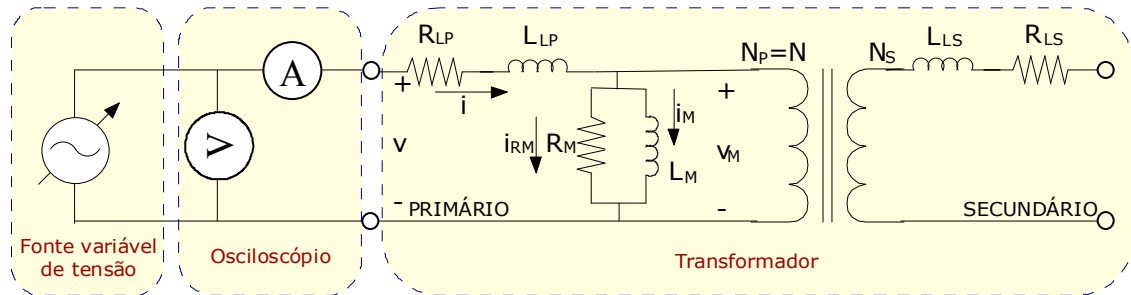 R_LP
L_LP
N_P=N
N_S
L_LS
R_LS
A
+
i
+
i_M
V
v
i_RM
R_M
v_M
L_M
-
PRIMÁRIO
-
SECUNDÁRIO
Fonte variável
de tensão
Osciloscópio
Transformador